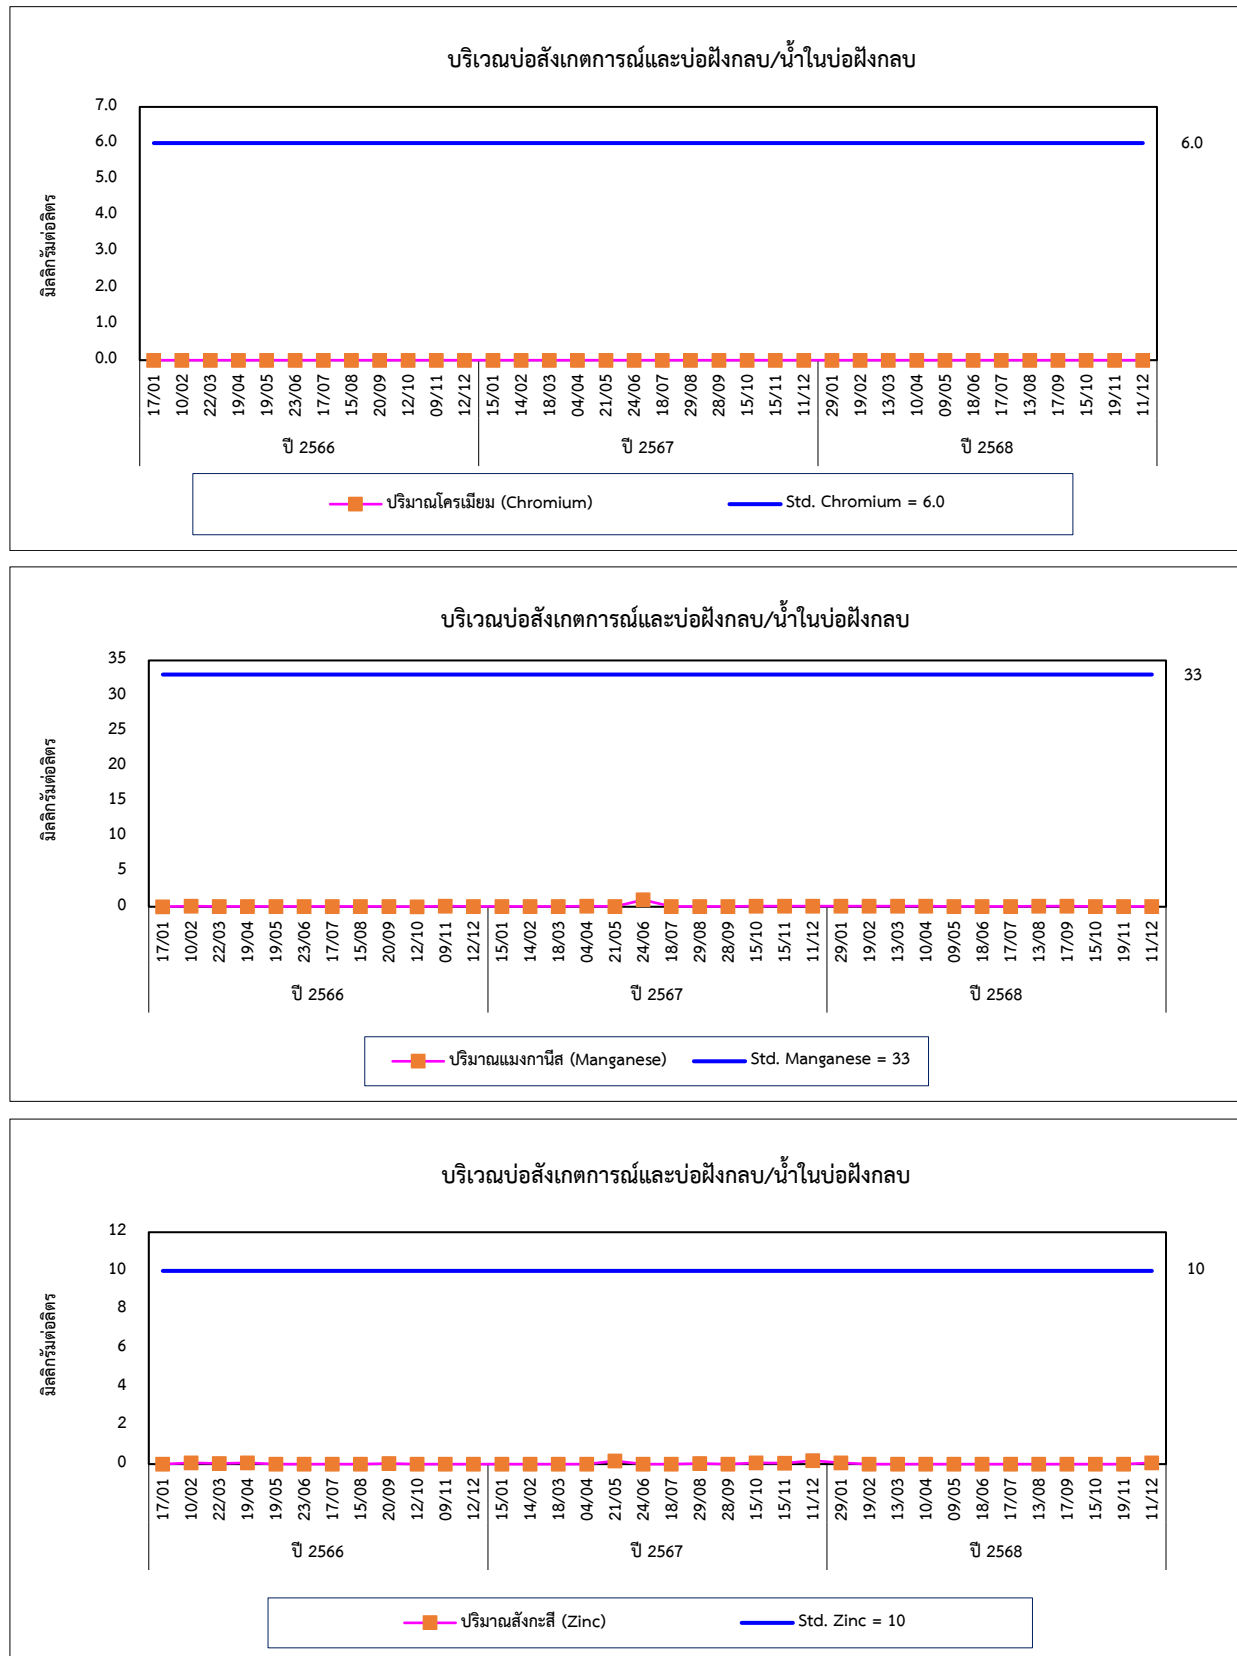 บริเวณบ่อสังเกตการณ์และบ่อฝังกลบ/น้ำในบ่อฝังกลบ
มิลลิกรัมต่อลิตร
7.0
6.0
5.0
4.0
3.0
2.0
1.0
0.0
6.0
17/01 10/02 22/03 19/04 19/05 23/06 17/07 15/08 20/09 12/10 09/11 12/12 15/01 14/02 18/03 04/04 21/05 24/06 18/07 29/08 28/09 15/10 15/11 11/12 29/01 19/02 13/03 10/04 09/05 18/06 17/07 13/08 17/09 15/10 19/11 11/12
ปี 2566 ปี 2567 ปี 2568
ปริมาณโครเมียม (Chromium) Std. Chromium = 6.0
บริเวณบ่อสังเกตการณ์และบ่อฝังกลบ/น้ำในบ่อฝังกลบ
มิลลิกรัมต่อลิตร
35
30
25
20
15
10
5
0
33
17/01 10/02 22/03 19/04 19/05 23/06 17/07 15/08 20/09 12/10 09/11 12/12 15/01 14/02 18/03 04/04 21/05 24/06 18/07 29/08 28/09 15/10 15/11 11/12 29/01 19/02 13/03 10/04 09/05 18/06 17/07 13/08 17/09 15/10 19/11 11/12
ปี 2566 ปี 2567 ปี 2568
ปริมาณแมงกานีส (Manganese) Std. Manganese = 33
บริเวณบ่อสังเกตการณ์และบ่อฝังกลบ/น้ำในบ่อฝังกลบ
มิลลิกรัมต่อลิตร
12
10
8
6
4
2
0
10
17/01 10/02 22/03 19/04 19/05 23/06 17/07 15/08 20/09 12/10 09/11 12/12 15/01 14/02 18/03 04/04 21/05 24/06 18/07 29/08 28/09 15/10 15/11 11/12 29/01 19/02 13/03 10/04 09/05 18/06 17/07 13/08 17/09 15/10 19/11 11/12
ปี 2566 ปี 2567 ปี 2568
ปริมาณสังกะสี (Zinc) Std. Zinc = 10